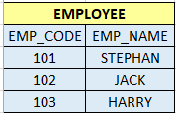 EMPLOYEE
EMP_CODE EMP_NAME
101 STEPHAN
102 JACK
103 HARRY